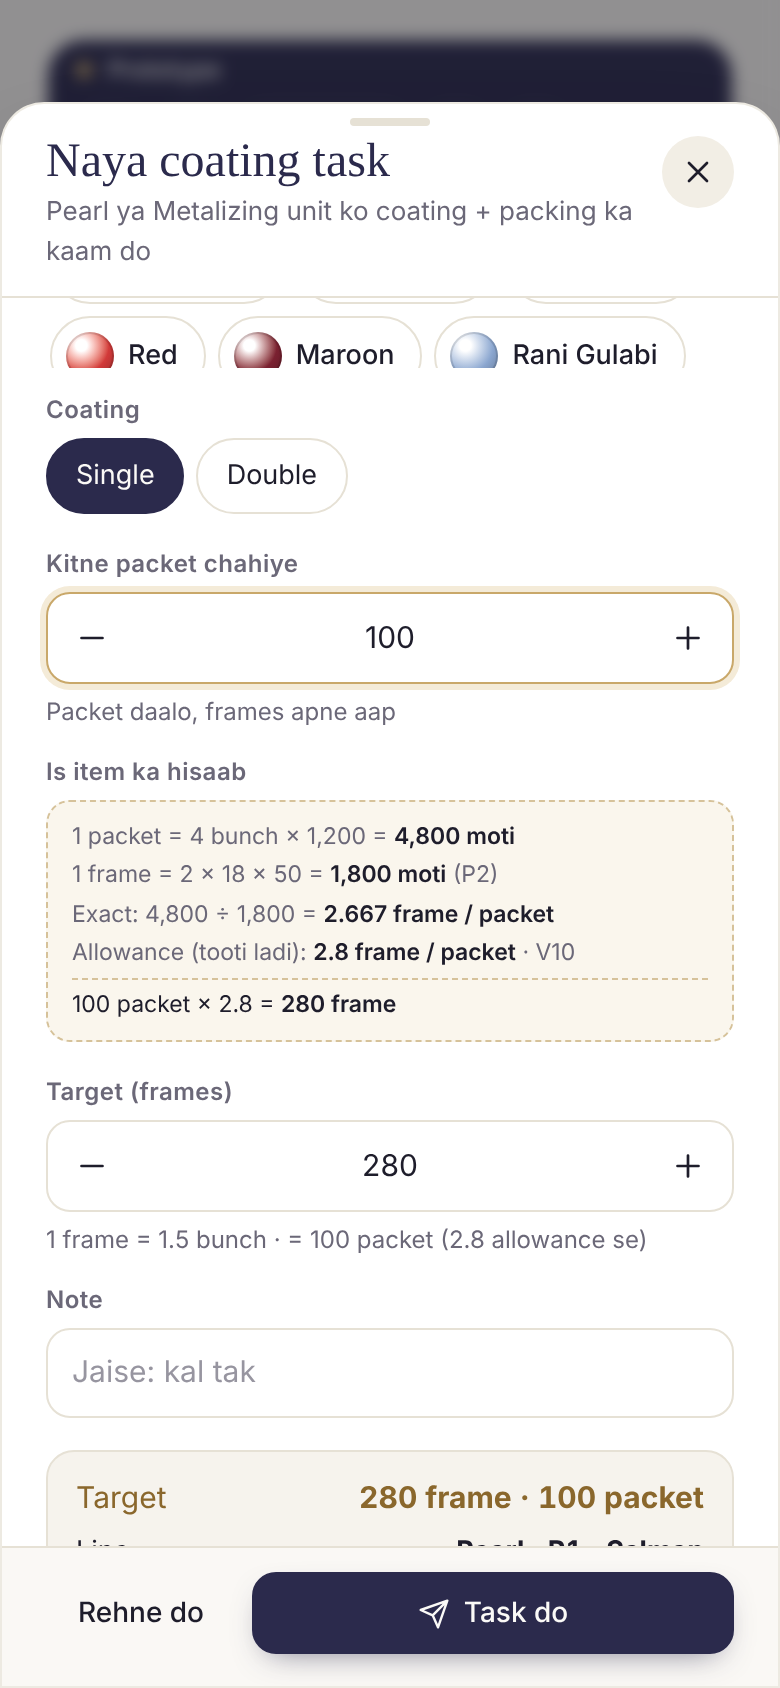 Prototype
Naya coating task
Pearl ya Metalizing unit ko coating + packing ka
kaam do
Red
Maroon
Rani Gulabi
Coating
Single
Double
Kitne packet chahiye
100
Packet daalo, frames apne aap
Is item ka hisaab
1 packet = 4 bunch × 1,200 = 4,800 moti
1 frame = 2 × 18 × 50 = 1,800 moti (P2)
Exact: 4,800 ÷ 1,800 = 2.667 frame / packet
Allowance (tooti ladi): 2.8 frame / packet · V10
100 packet × 2.8 = 280 frame
Target (frames)
280
1 frame = 1.5 bunch · = 100 packet (2.8 allowance se)
Note
Jaise: kal tak
Target 280 frame · 100 packet
Rehne do
Task do